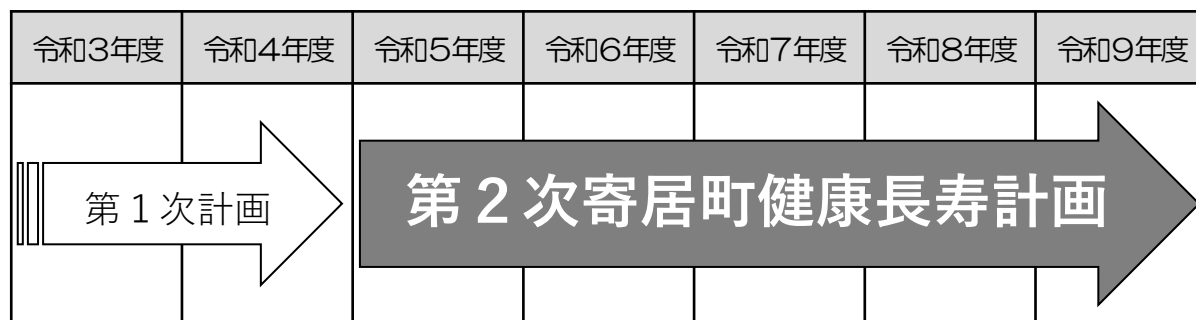 令和3年度 令和4年度 令和5年度 令和6年度 令和7年度 令和8年度 令和9年度
第１次計画 第２次寄居町健康長寿計画